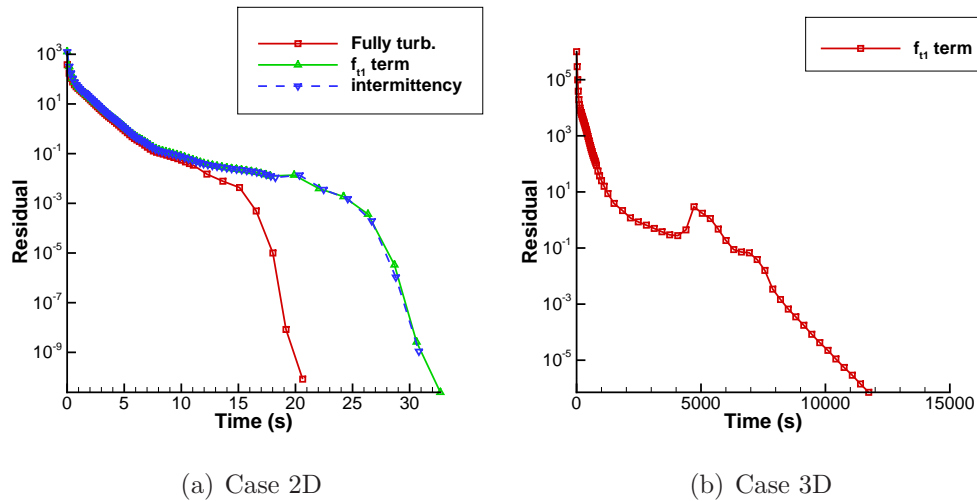 Fully turb.
f_t1 term
intermittency
10^3
10^1
10^-1
10^-3
10^-5
10^-7
10^-9
Residual
0 5 10 15 20 25 30
Time (s)
(a) Case 2D
f_t1 term
10^5
10^3
10^1
10^-1
10^-3
10^-5
Residual
0 5000 10000 15000
Time (s)
(b) Case 3D